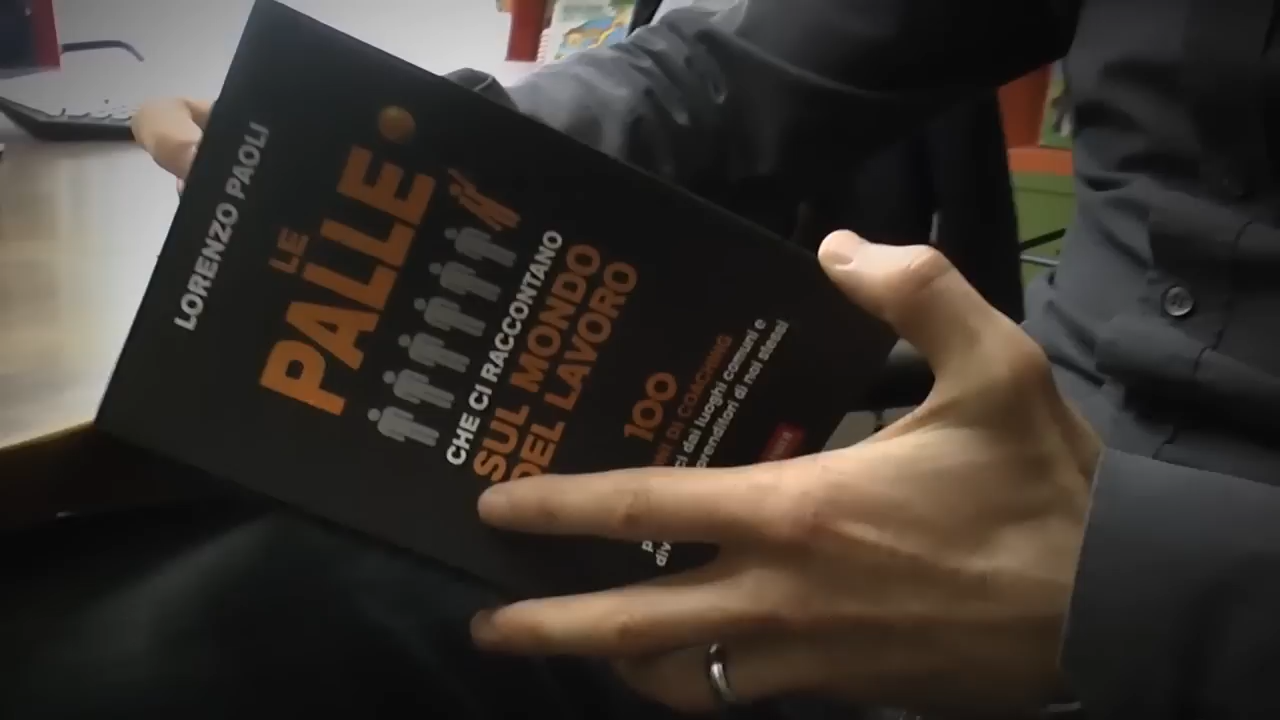 LORENZO PAOLI
LE
PALLE
CHE CI RACCONTANO
SUL MONDO
DEL LAVORO
100
DI COACHING
dai luoghi comuni e
di noi stessi